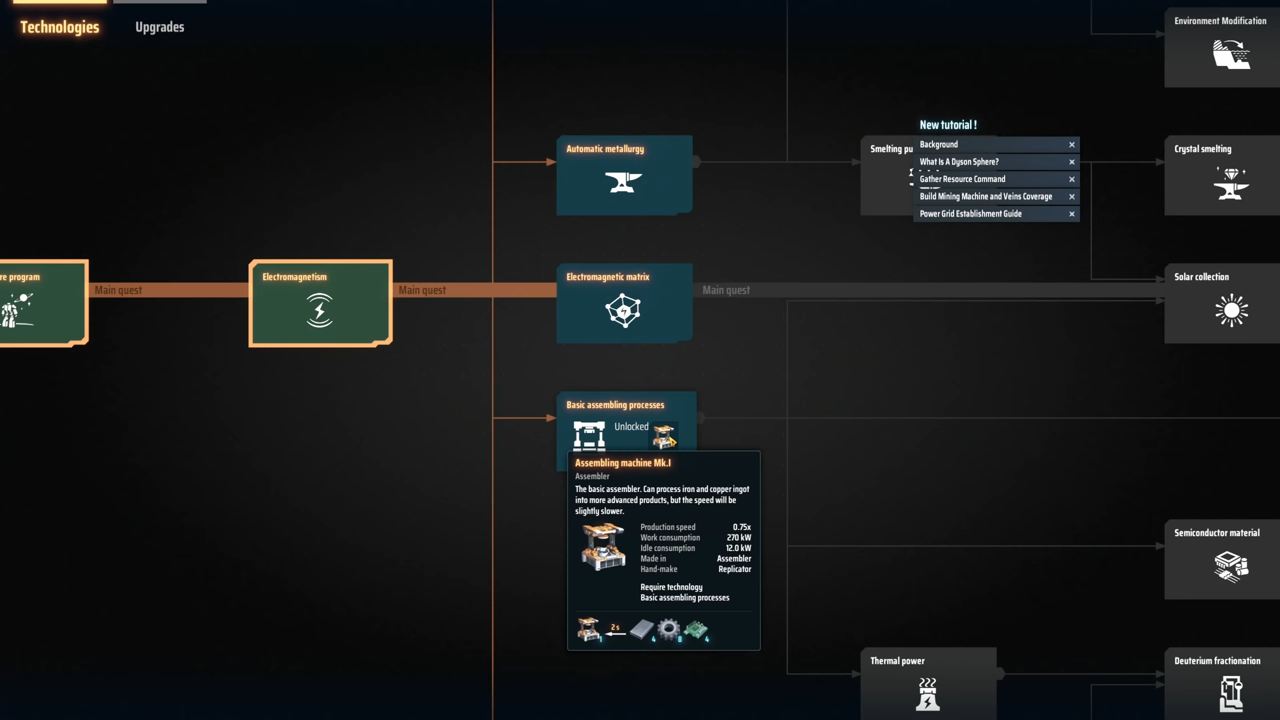 Technologies
Upgrades
Environment Modification
New tutorial !
Background
What Is A Dyson Sphere?
Gather Resource Command
Build Mining Machine and Veins Coverage
Power Grid Establishment Guide
Automatic metallurgy
Smelting pu
Crystal smelting
re program
Main quest
Electromagnetism
Main quest
Electromagnetic matrix
Main quest
Solar collection
Basic assembling processes
Unlocked
Assembling machine Mk.I
Assembler
The basic assembler. Can process iron and copper ingot
into more advanced products, but the speed will be
slightly slower.
Production speed 0.75x
Work consumption 270 kW
Idle consumption 12.0 kW
Made in Assembler
Hand-make Replicator
Require technology
Basic assembling processes
1 2 s 4 8 4
Semiconductor material
Thermal power
Deuterium fractionation